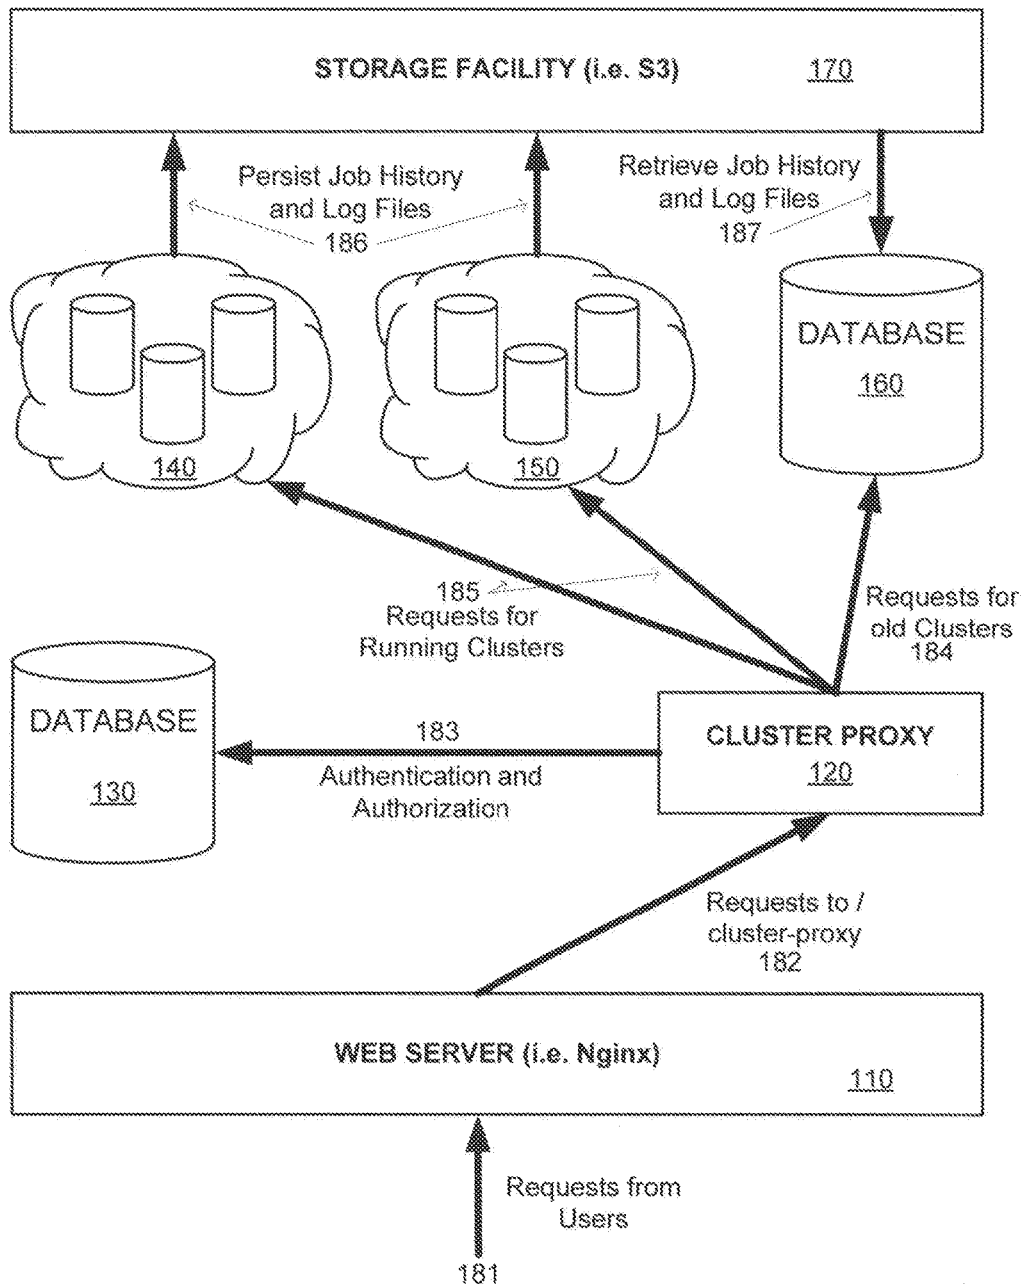 STORAGE FACILITY (i.e. S3) 170
Persist Job History
and Log Files
186
Retrieve Job History
and Log Files
187
DATABASE
160
140
150
185
Requests for
Running Clusters
Requests for
old Clusters
184
DATABASE
130
183
Authentication and
Authorization
CLUSTER PROXY
120
Requests to /
cluster-proxy
182
WEB SERVER (i.e. Nginx)
110
Requests from
Users
181